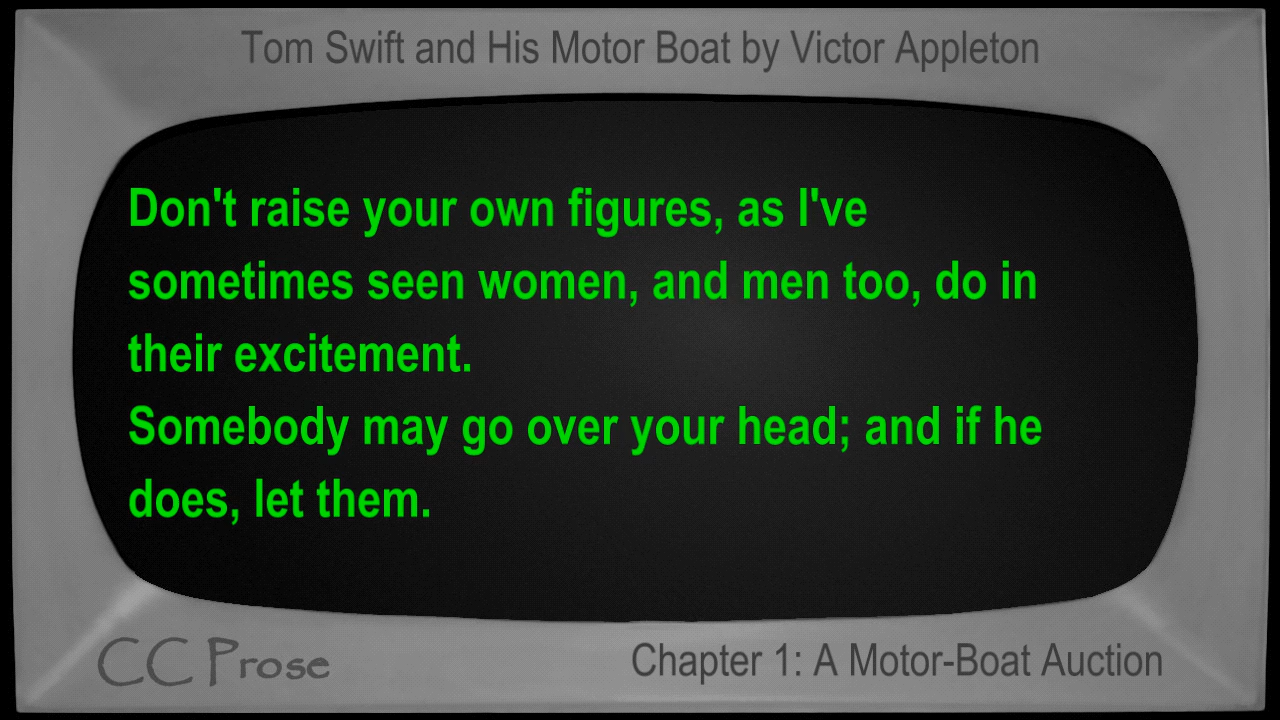 Tom Swift and His Motor Boat by Victor Appleton
Don't raise your own figures, as I've
sometimes seen women, and men too, do in
their excitement.
Somebody may go over your head; and if he
does, let them.
CC Prose
Chapter 1: A Motor-Boat Auction